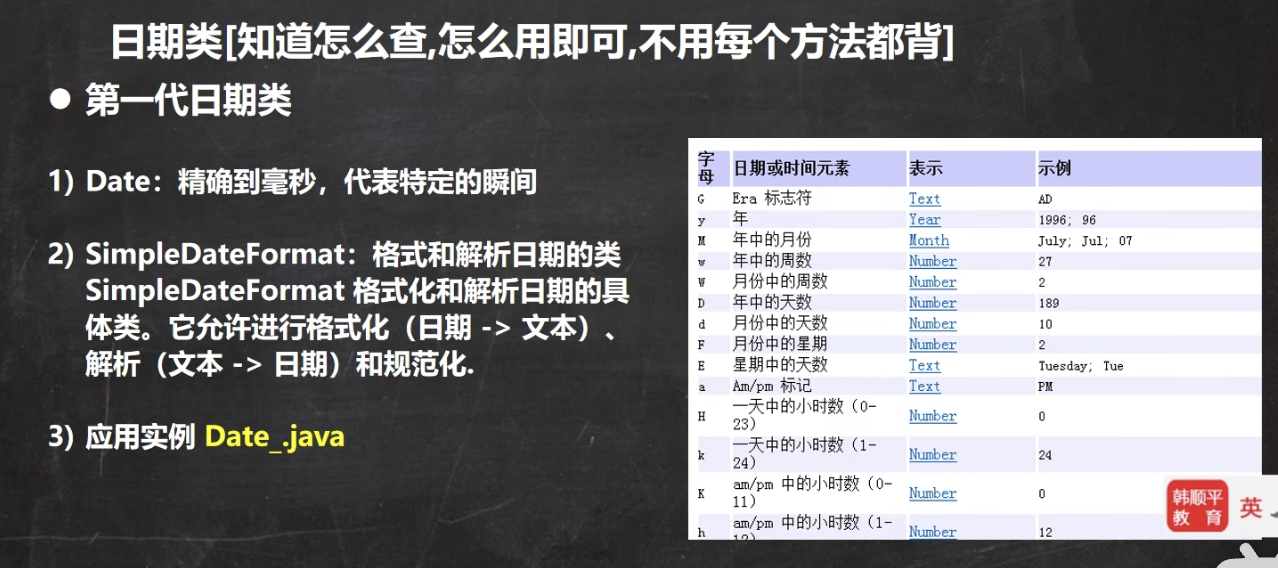 日期类[知道怎么查,怎么用即可,不用每个方法都背]
● 第一代日期类
1) Date：精确到毫秒，代表特定的瞬间
2) SimpleDateFormat：格式和解析日期的类
SimpleDateFormat 格式化和解析日期的具
体类。它允许进行格式化（日期 -> 文本）、
解析（文本 -> 日期）和规范化.
3) 应用实例 Date_.java
字母 日期或时间元素 表示 示例
G Era 标志符 Text AD
y 年 Year 1996; 96
M 年中的月份 Month July; Jul; 07
w 年中的周数 Number 27
W 月份中的周数 Number 2
D 年中的天数 Number 189
d 月份中的天数 Number 10
F 月份中的星期 Number 2
E 星期中的天数 Text Tuesday; Tue
a Am/pm 标记 Text PM
H 一天中的小时数（0-
23） Number 0
k 一天中的小时数（1-
24） Number 24
K am/pm 中的小时数（0-
11） Number 0
h am/pm 中的小时数（1-
12） Number 12
韩顺平
教育
英